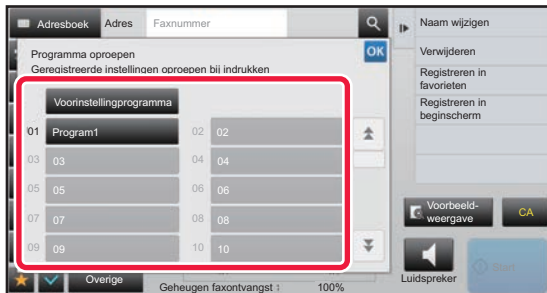 Adresboek Adres Faxnummer
Naam wijzigen
Programma oproepen
OK
Verwijderen
Geregistreerde instellingen oproepen bij indrukken
Registreren in
favorieten
Voorinstellingprogramma
Registreren in
beginscherm
01 Program1 02 02
03 03 04 04
05 05 06 06
07 07 08 08
09 09 10 10
Voorbeeld-
weergave
CA
Overige
Geheugen faxontvangst : 100%
Luidspreker
Start